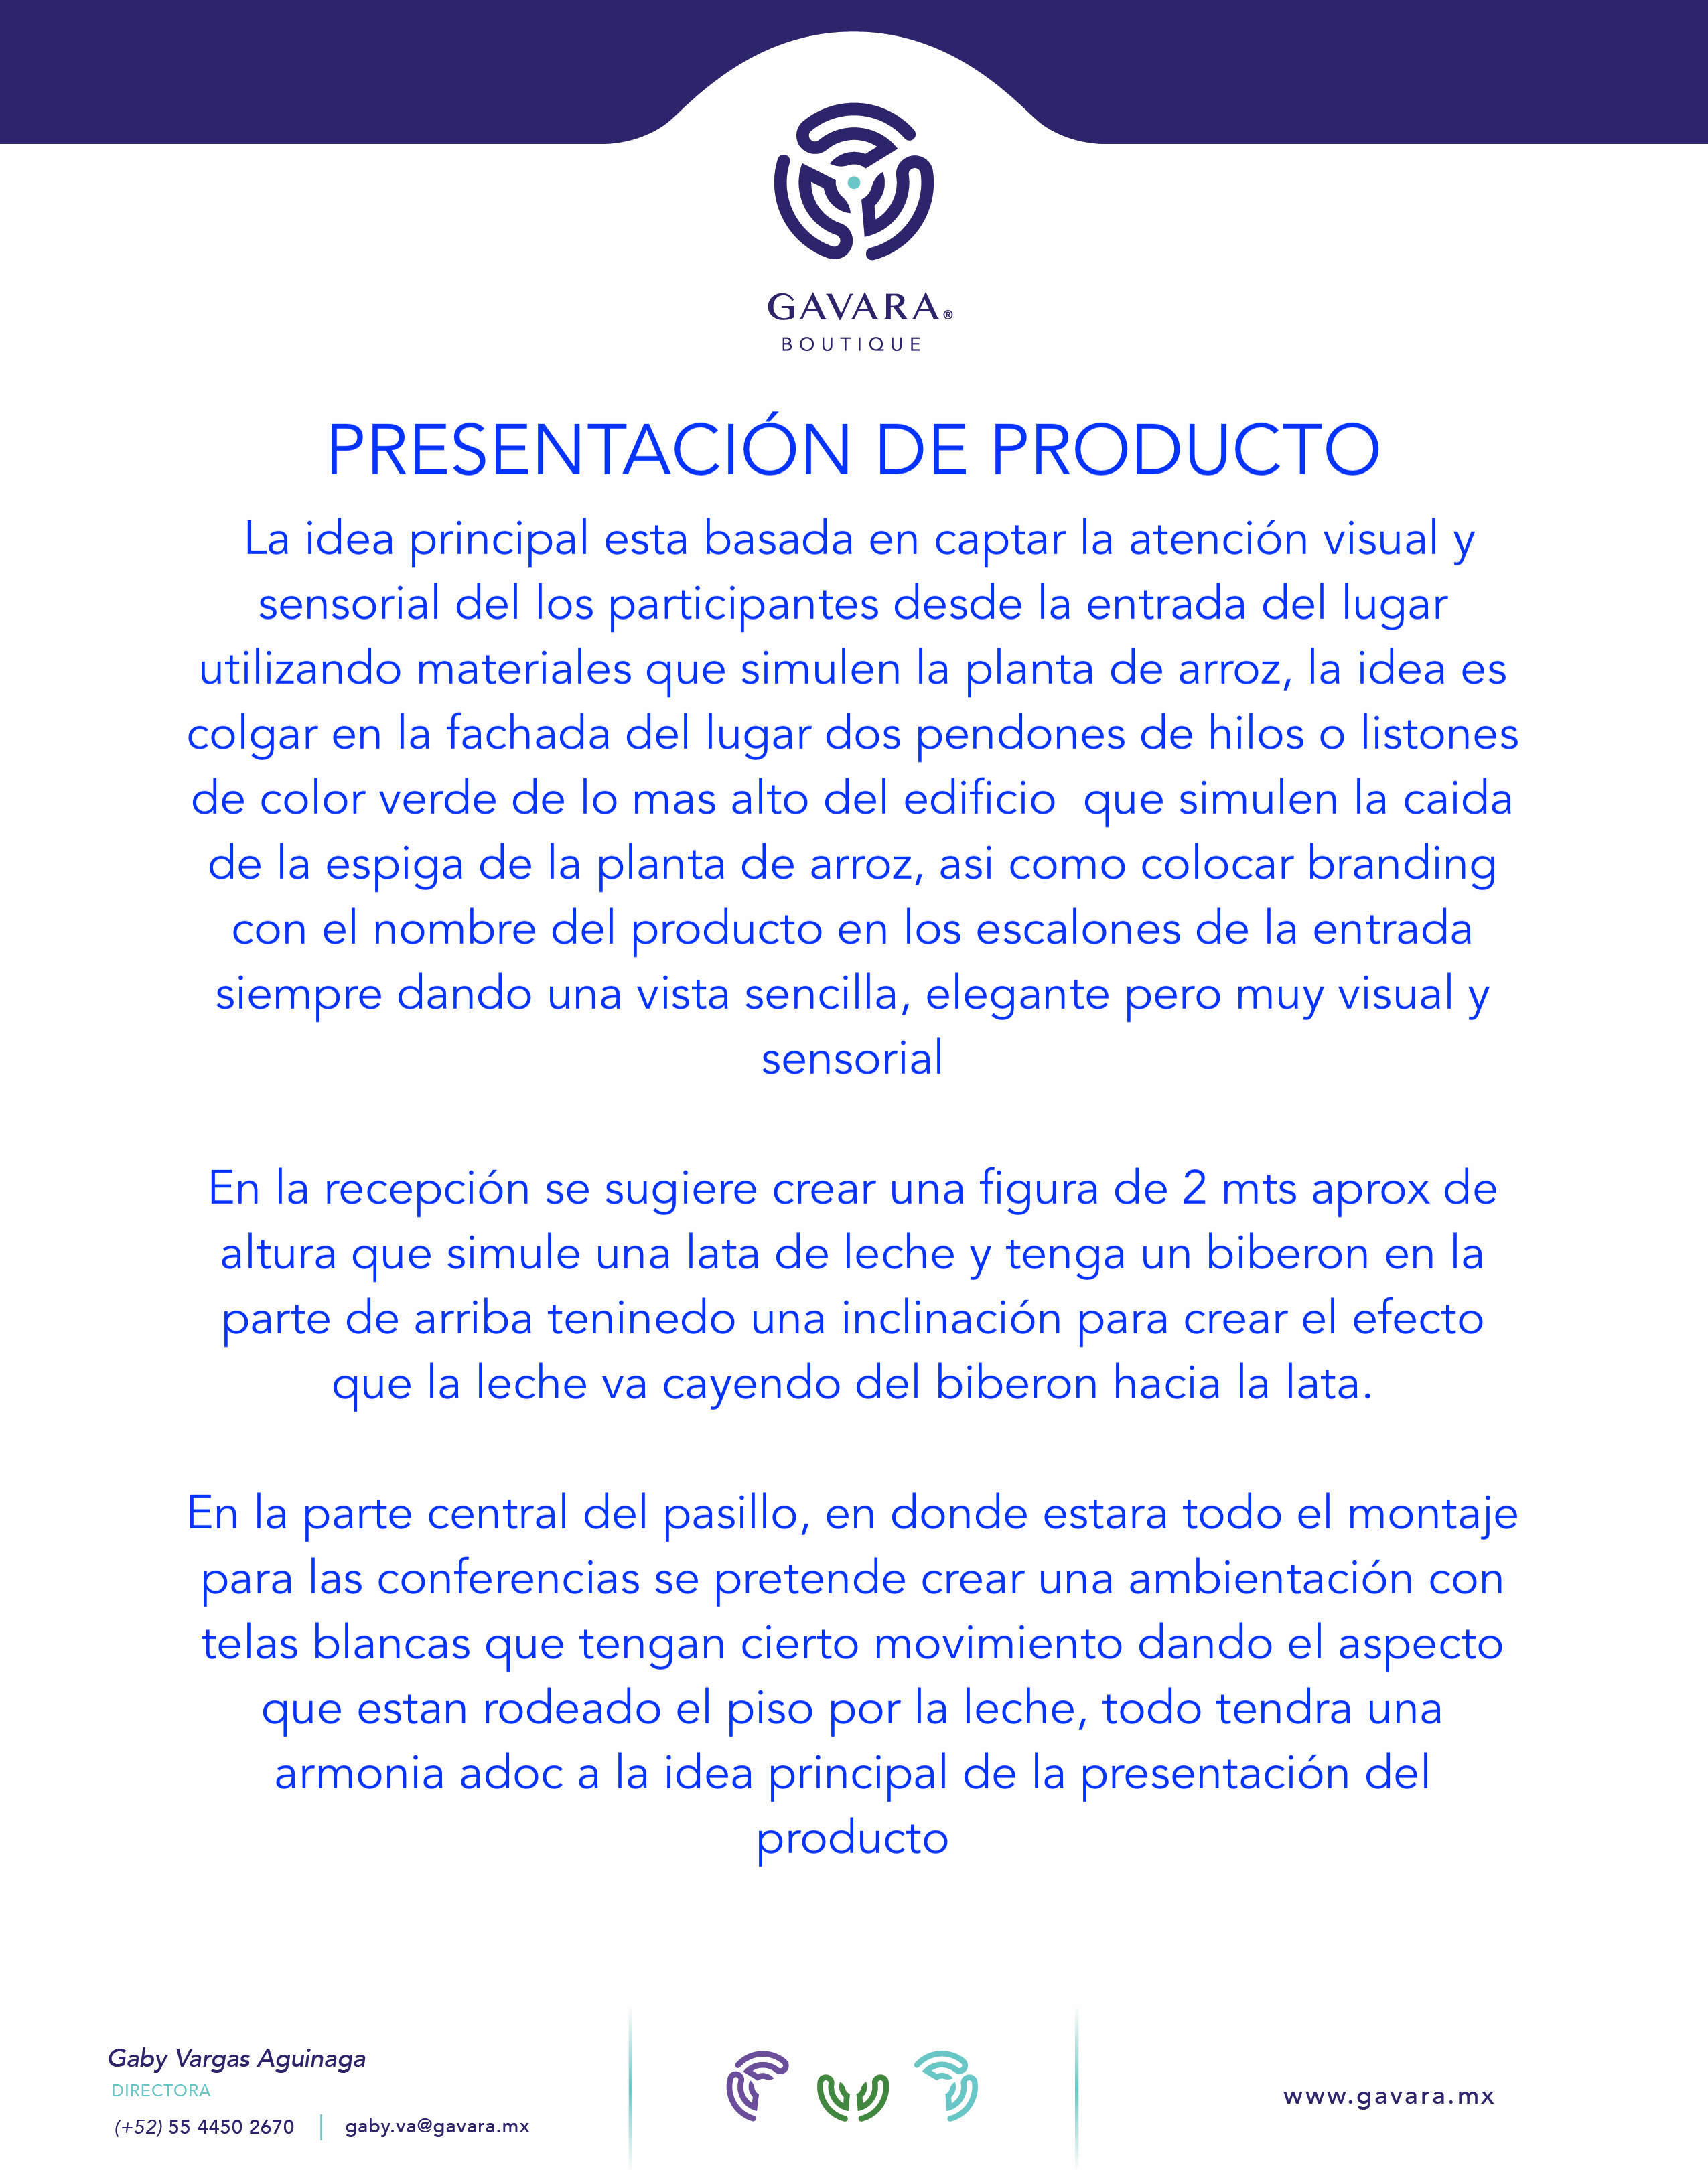 GAVARA®
BOUTIQUE
PRESENTACIÓN DE PRODUCTO
La idea principal esta basada en captar la atención visual y
sensorial del los participantes desde la entrada del lugar
utilizando materiales que simulen la planta de arroz, la idea es
colgar en la fachada del lugar dos pendones de hilos o listones
de color verde de lo mas alto del edificio  que simulen la caida
de la espiga de la planta de arroz, asi como colocar branding
con el nombre del producto en los escalones de la entrada
siempre dando una vista sencilla, elegante pero muy visual y
sensorial
En la recepción se sugiere crear una figura de 2 mts aprox de
altura que simule una lata de leche y tenga un biberon en la
parte de arriba teninedo una inclinación para crear el efecto
que la leche va cayendo del biberon hacia la lata.
En la parte central del pasillo, en donde estara todo el montaje
para las conferencias se pretende crear una ambientación con
telas blancas que tengan cierto movimiento dando el aspecto
que estan rodeado el piso por la leche, todo tendra una
armonia adoc a la idea principal de la presentación del
producto
Gaby Vargas Aguinaga
DIRECTORA
(+52) 55 4450 2670
gaby.va@gavara.mx
www.gavara.mx